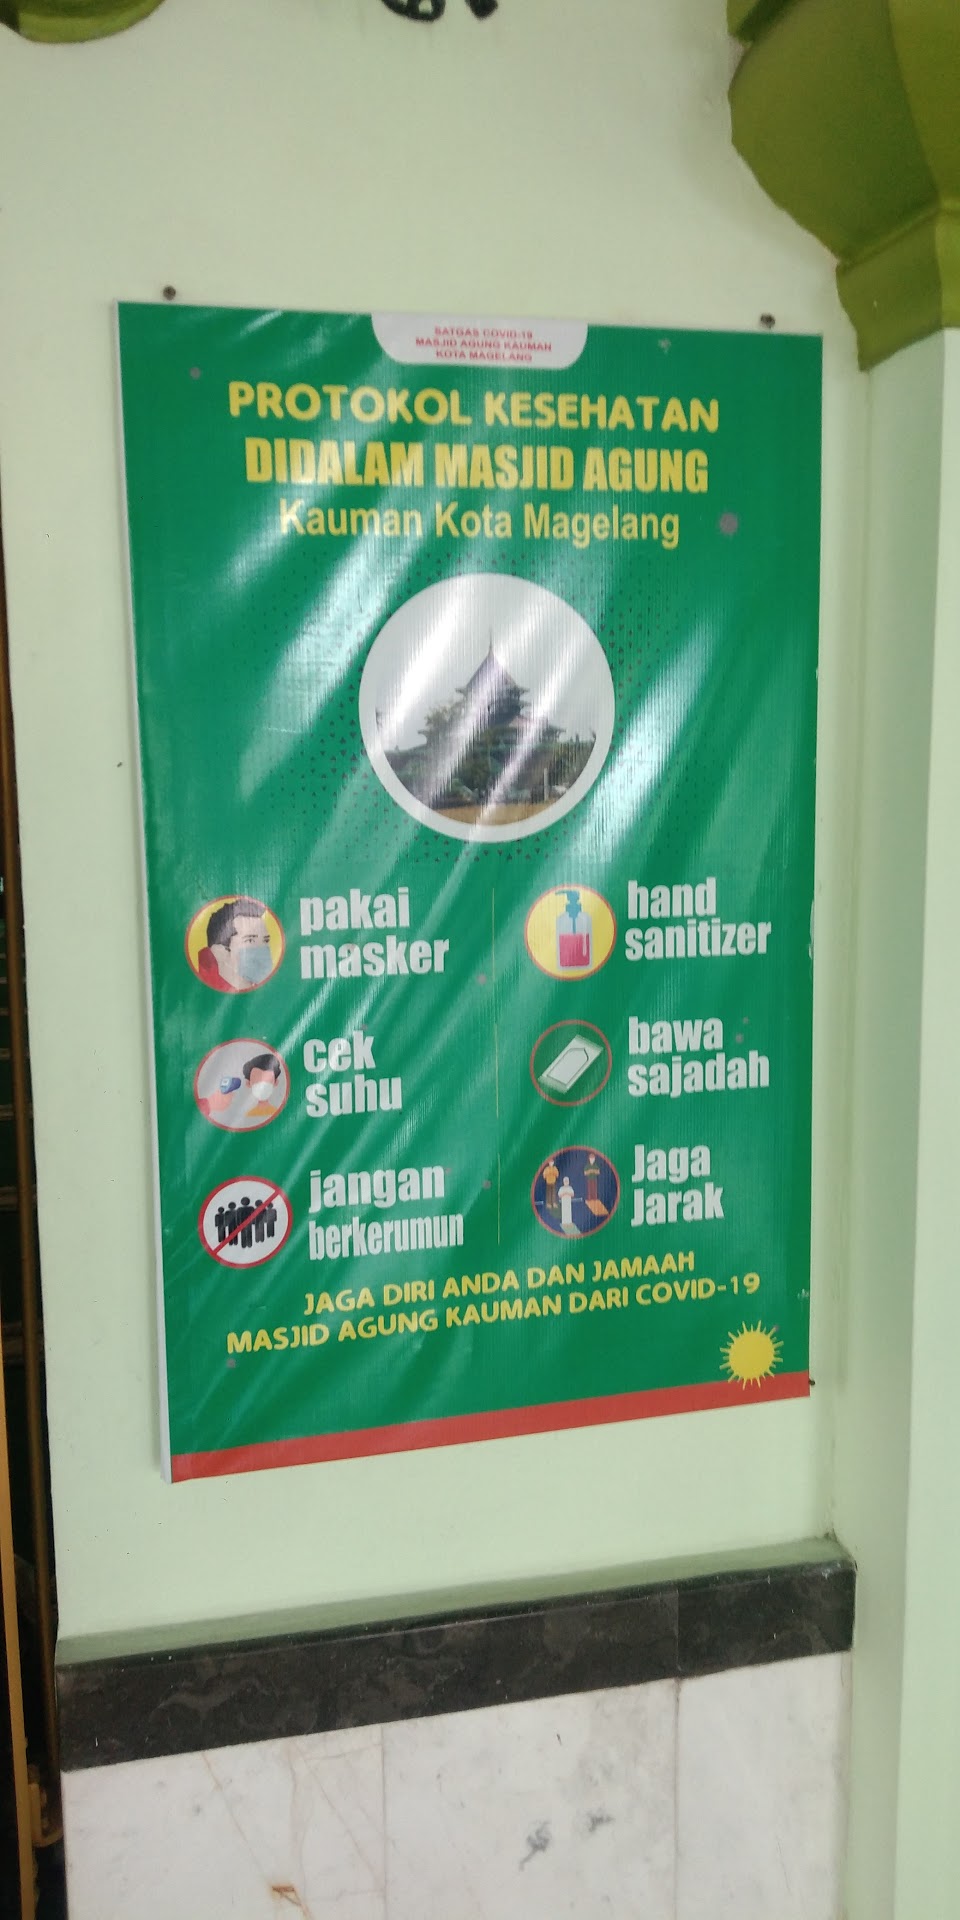 SATGAS COVID-19
MASJID AGUNG KAUMAN
KOTA MAGELANG
PROTOKOL KESEHATAN
DIDALAM MASJID AGUNG
Kauman Kota Magelang
pakai
masker
hand
sanitizer
cek
suhu
bawa
sajadah
jangan
berkerumun
Jaga
Jarak
JAGA DIRI ANDA DAN JAMAAH
MASJID AGUNG KAUMAN DARI COVID-19